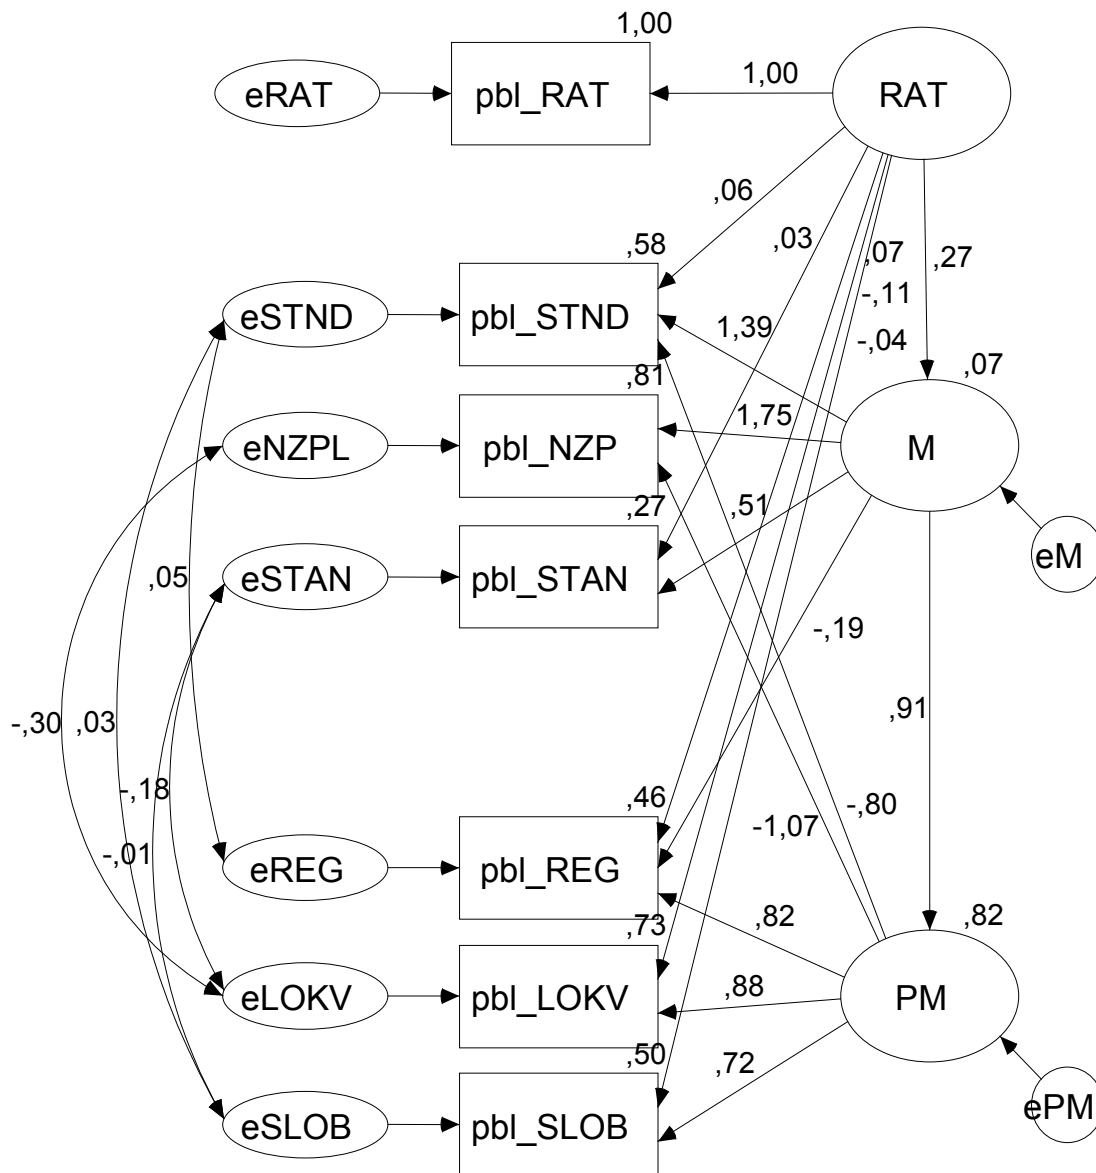 1,00
eRAT
pbl_RAT
1,00
RAT
,06
,03
,07
,27
-,11
-,04
,58
eSTND
pbl_STND
1,39
,81
,07
eNZPL
pbl_NZP
1,75
M
,27
,51
eSTAN
pbl_STAN
eM
,05
-,19
-,30
,03
,91
-,18
-,01
,46
-1,07
-,80
eREG
pbl_REG
,82
,73
,82
eLOKV
pbl_LOKV
,88
PM
,50
,72
eSLOB
pbl_SLOB
ePM